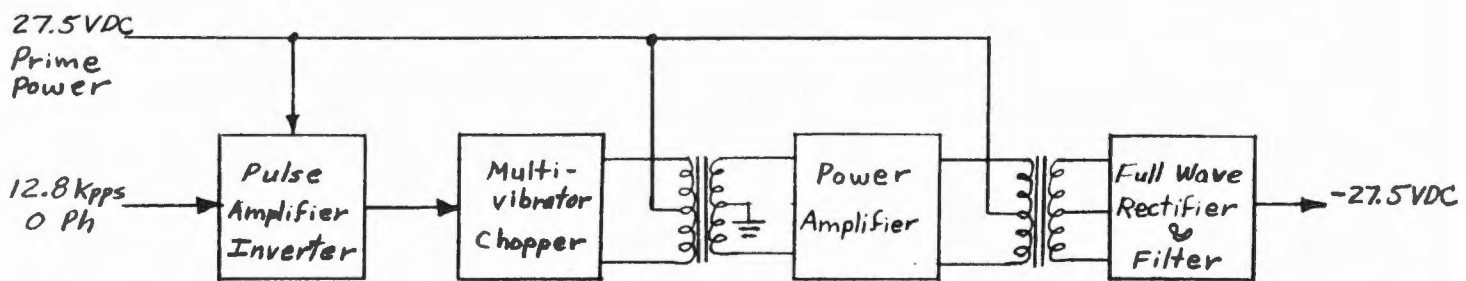 27.5VDC
Prime
Power
12.8Kpps
0 Ph
Pulse
Amplifier
Inverter
Multi-
vibrator
Chopper
Power
Amplifier
Full Wave
Rectifier
&
Filter
-27.5VDC